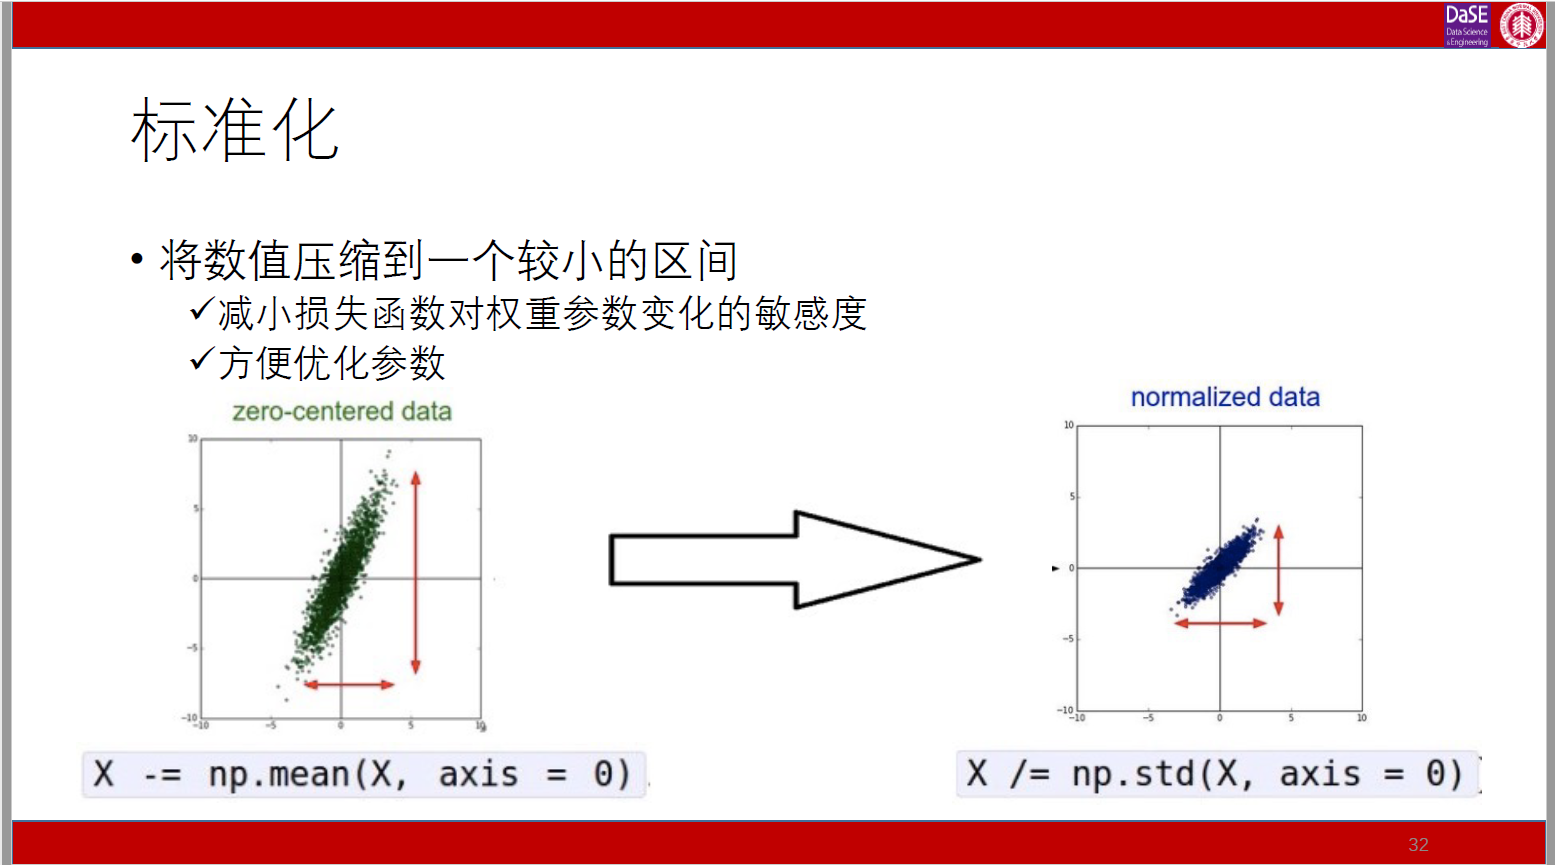 DaSE
Data Science
& Engineering
标准化
• 将数值压缩到一个较小的区间
✓减小损失函数对权重参数变化的敏感度
✓方便优化参数
zero-centered data
10
5
0
-5
-10
-10 -5 0 5 10
X -= np.mean(X, axis = 0)
normalized data
10
5
0
-5
-10
-10 -5 0 5 10
X /= np.std(X, axis = 0)
32